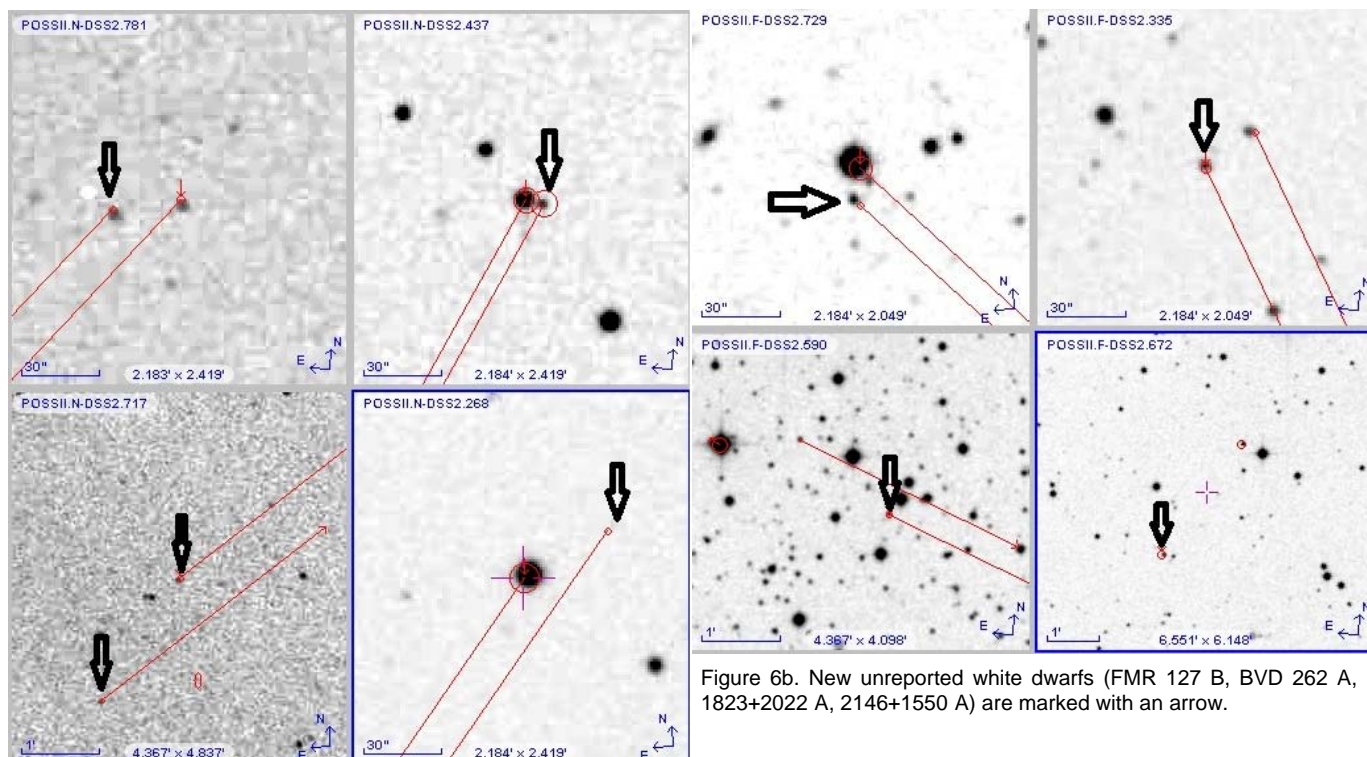 POSSII.N-DSS2.781
N
E
30"
2.183' x 2.419'
POSSII.N-DSS2.437
N
E
30"
2.184' x 2.419'
POSSII.N-DSS2.717
N
E
1'
4.367' x 4.837'
POSSII.N-DSS2.268
N
E
30"
2.184' x 2.419'
POSSII.F-DSS2.729
N
E
30"
2.184' x 2.049'
POSSII.F-DSS2.335
N
E
30"
2.184' x 2.049'
POSSII.F-DSS2.590
N
E
1'
4.367' x 4.098'
POSSII.F-DSS2.672
N
E
1'
6.551' x 6.148'
Figure 6b. New unreported white dwarfs (FMR 127 B, BVD 262 A,
1823+2022 A, 2146+1550 A) are marked with an arrow.